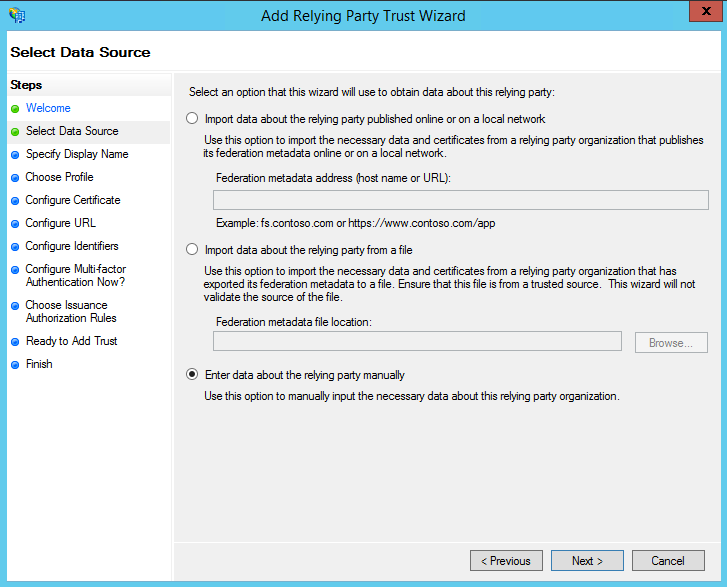 Add Relying Party Trust Wizard
X
Select Data Source
Steps
Welcome
Select Data Source
Specify Display Name
Choose Profile
Configure Certificate
Configure URL
Configure Identifiers
Configure Multi-factor
Authentication Now?
Choose Issuance
Authorization Rules
Ready to Add Trust
Finish
Select an option that this wizard will use to obtain data about this relying party:
Import data about the relying party published online or on a local network
Use this option to import the necessary data and certificates from a relying party organization that publishes
its federation metadata online or on a local network.
Federation metadata address (host name or URL):
Example: fs.contoso.com or https://www.contoso.com/app
Import data about the relying party from a file
Use this option to import the necessary data and certificates from a relying party organization that has
exported its federation metadata to a file. Ensure that this file is from a trusted source.  This wizard will not
validate the source of the file.
Federation metadata file location:
Browse...
Enter data about the relying party manually
Use this option to manually input the necessary data about this relying party organization.
< Previous
Next >
Cancel